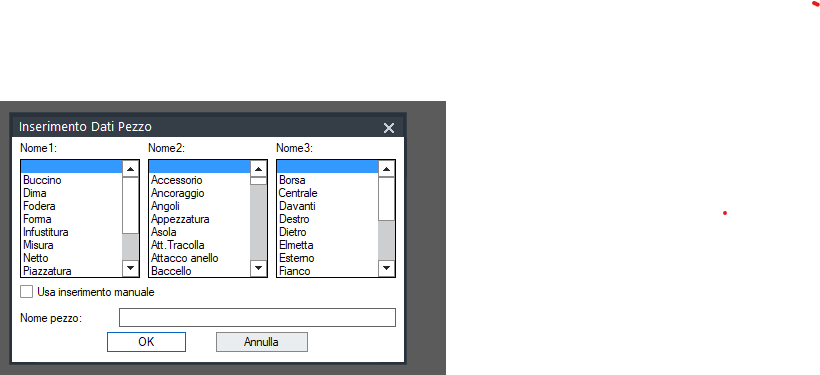 Inserimento Dati Pezzo
Nome1: Nome2: Nome3:
Buccino Accessorio Borsa
Dima Ancoraggio Centrale
Fodera Angoli Davanti
Forma Appezzatura Destro
Infustitura Asola Dietro
Misura Att.Tracolla Elmetta
Netto Attacco anello Esterno
Piazzatura Baccello Fianco
Usa inserimento manuale
Nome pezzo:
OK Annulla